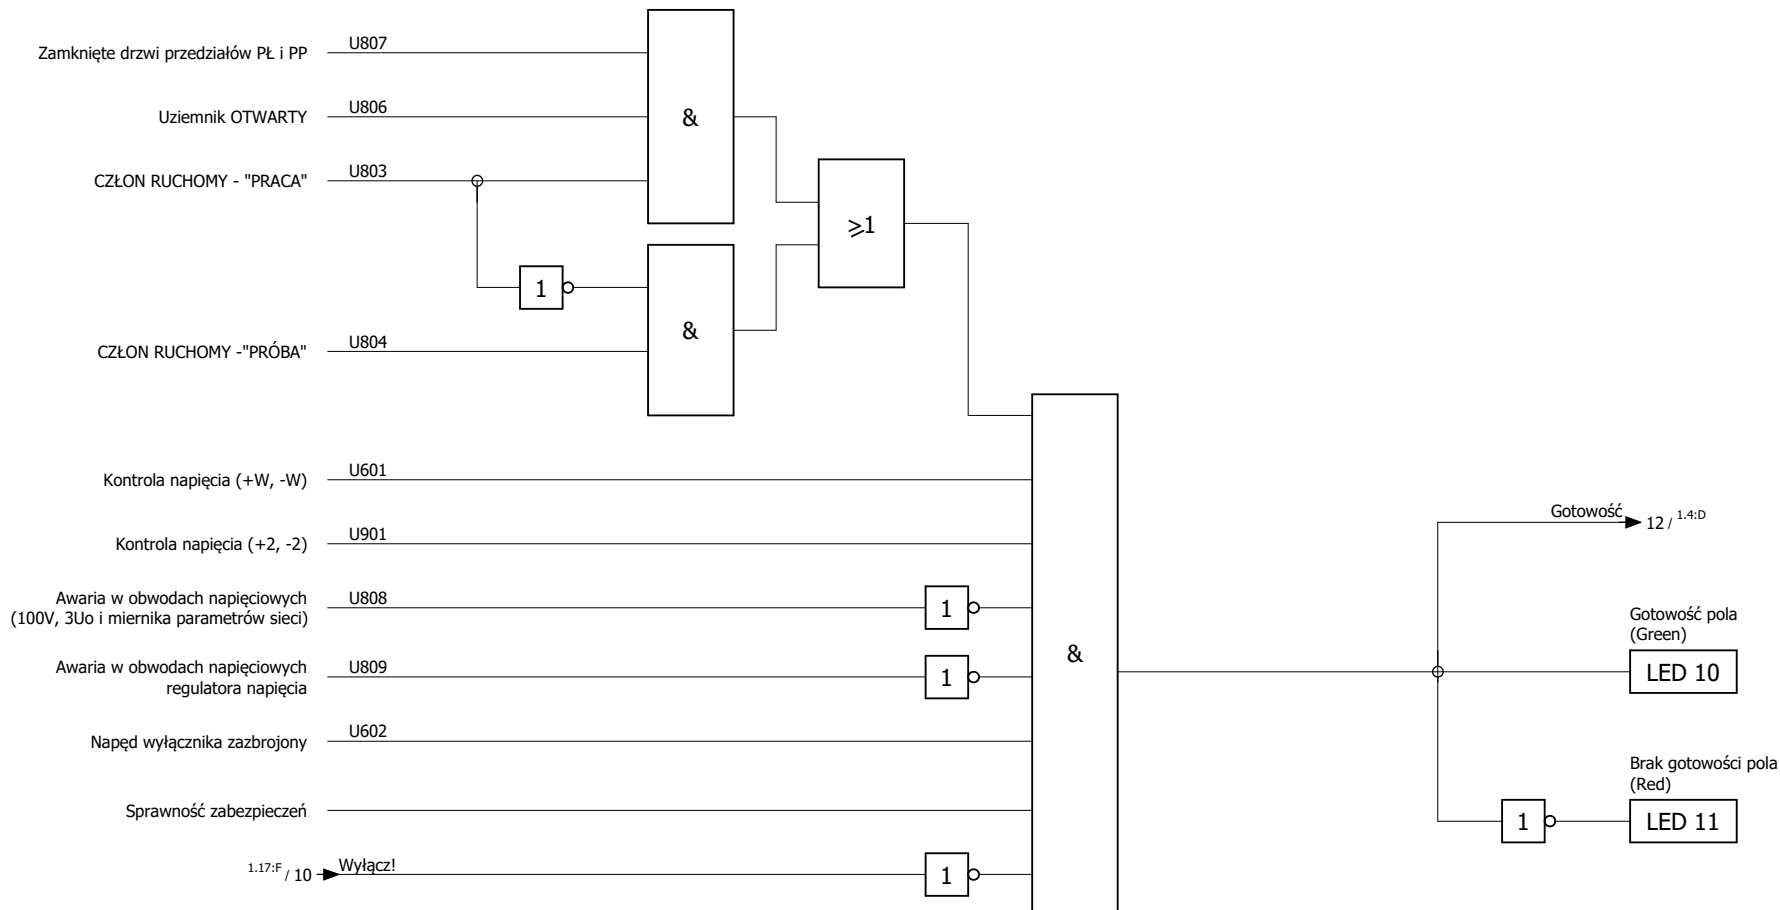 Zamknięte drzwi przedziałów PŁ i PP
U807
Uziemnik OTWARTY
U806
&
CZŁON RUCHOMY - "PRACA"
U803
≥1
1
&
CZŁON RUCHOMY -"PRÓBA"
U804
Kontrola napięcia (+W, -W)
U601
Kontrola napięcia (+2, -2)
U901
Gotowość
12 / 1.4:D
Awaria w obwodach napięciowych
(100V, 3Uo i miernika parametrów sieci)
U808
1
Gotowość pola
(Green)
LED 10
Awaria w obwodach napięciowych
regulatora napięcia
U809
1
&
Napęd wyłącznika zazbrojony
U602
Brak gotowości pola
(Red)
1
LED 11
Sprawność zabezpieczeń
1.17:F / 10
Wyłącz!
1